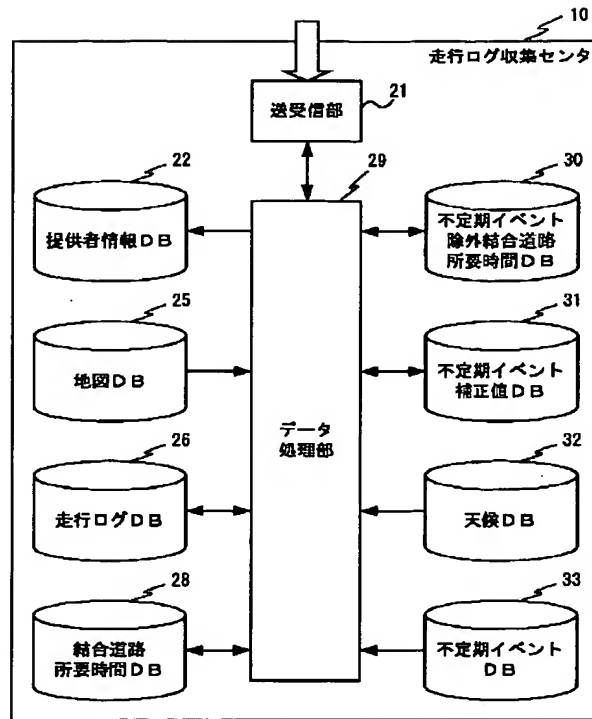 10
走行ログ収集センタ
21
送受信部
22
提供者情報DB
29
データ
処理部
30
不定期イベント
除外結合道路
所要時間DB
25
地図DB
31
不定期イベント
補正値DB
26
走行ログDB
32
天候DB
28
結合道路
所要時間DB
33
不定期イベント
DB